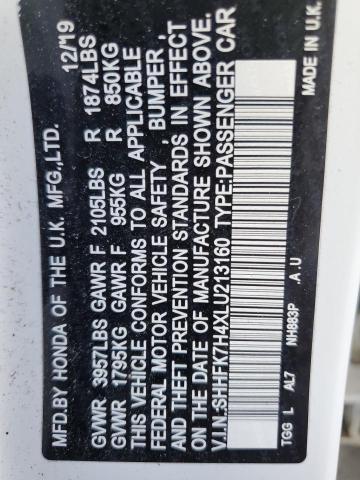 MFD.BY HONDA OF THE U.K. MFG.,LTD. 12/19
GVWR 3957LBS GAWR F 2105LBS R 1874LBS
GVWR 1795KG GAWR F 955KG R 850KG
THIS VEHICLE CONFORMS TO ALL APPLICABLE
FEDERAL MOTOR VEHICLE SAFETY , BUMPER ,
AND THEFT PREVENTION STANDARDS IN EFFECT
ON THE DATE OF MANUFACTURE SHOWN ABOVE.
V.I.N.:SHHFK7H4XLU213160 TYPE:PASSENGER CAR
TGG L AL7 NH883P .A .U MADE IN U.K.